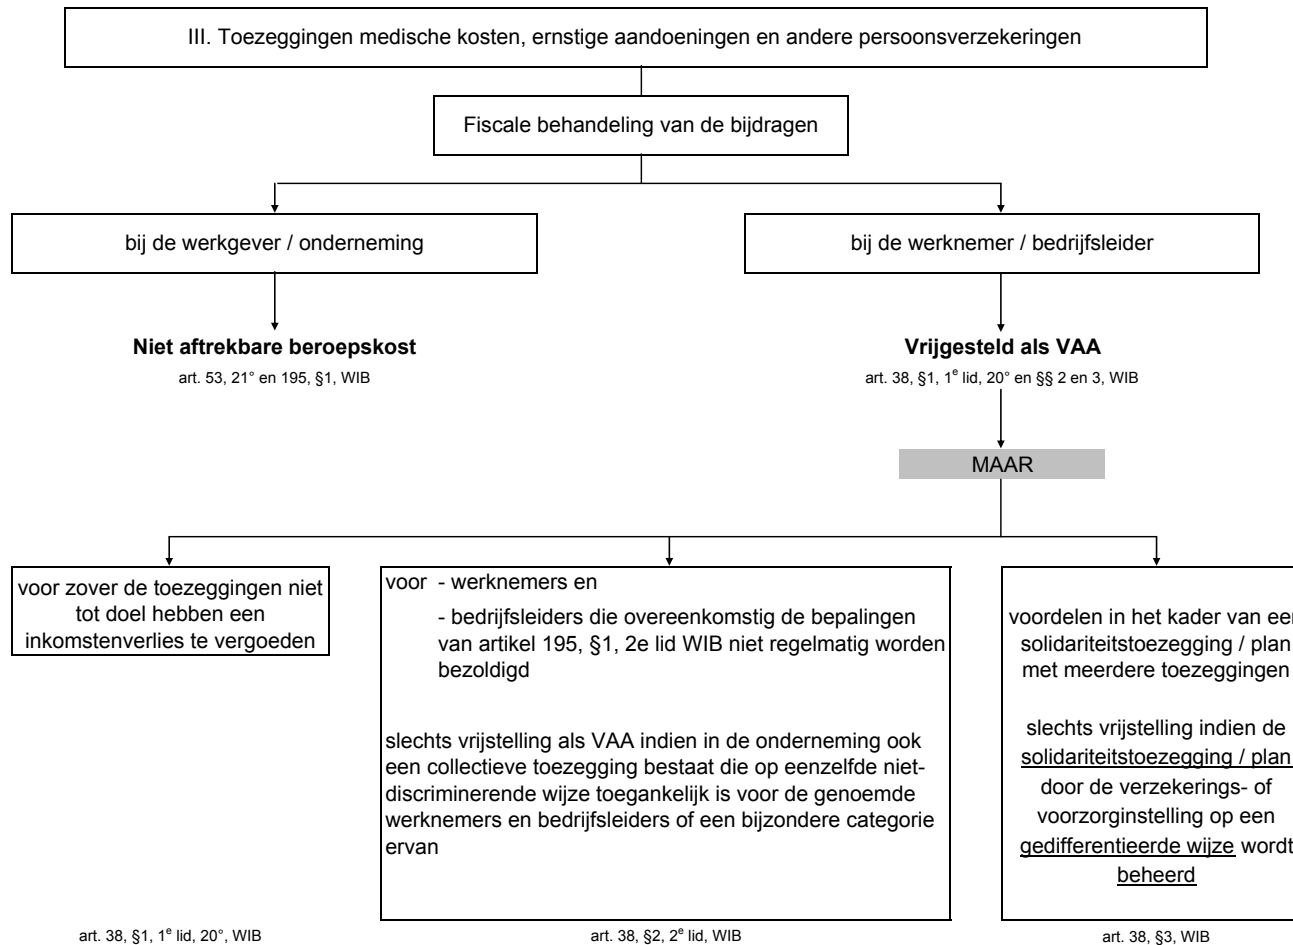 III. Toezeggingen medische kosten, ernstige aandoeningen en andere persoonsverzekeringen
Fiscale behandeling van de bijdragen
bij de werkgever / onderneming
bij de werknemer / bedrijfsleider
Niet aftrekbare beroepskost
art. 53, 21° en 195, §1, WIB
Vrijgesteld als VAA
art. 38, §1, 1e lid, 20° en §§ 2 en 3, WIB
MAAR
voor zover de toezeggingen niet
tot doel hebben een
inkomstenverlies te vergoeden
art. 38, §1, 1e lid, 20°, WIB
voor - werknemers en
- bedrijfsleiders die overeenkomstig de bepalingen
van artikel 195, §1, 2e lid WIB niet regelmatig worden
bezoldigd
slechts vrijstelling als VAA indien in de onderneming ook
een collectieve toezegging bestaat die op eenzelfde niet-
discriminerende wijze toegankelijk is voor de genoemde
werknemers en bedrijfsleiders of een bijzondere categorie
ervan
art. 38, §2, 2e lid, WIB
voordelen in het kader van een
solidariteitstoezegging / plan
met meerdere toezeggingen
slechts vrijstelling indien de
solidariteitstoezegging / plan
door de verzekerings- of
voorzorginstelling op een
gedifferentieerde wijze wordt
beheerd
art. 38, §3, WIB